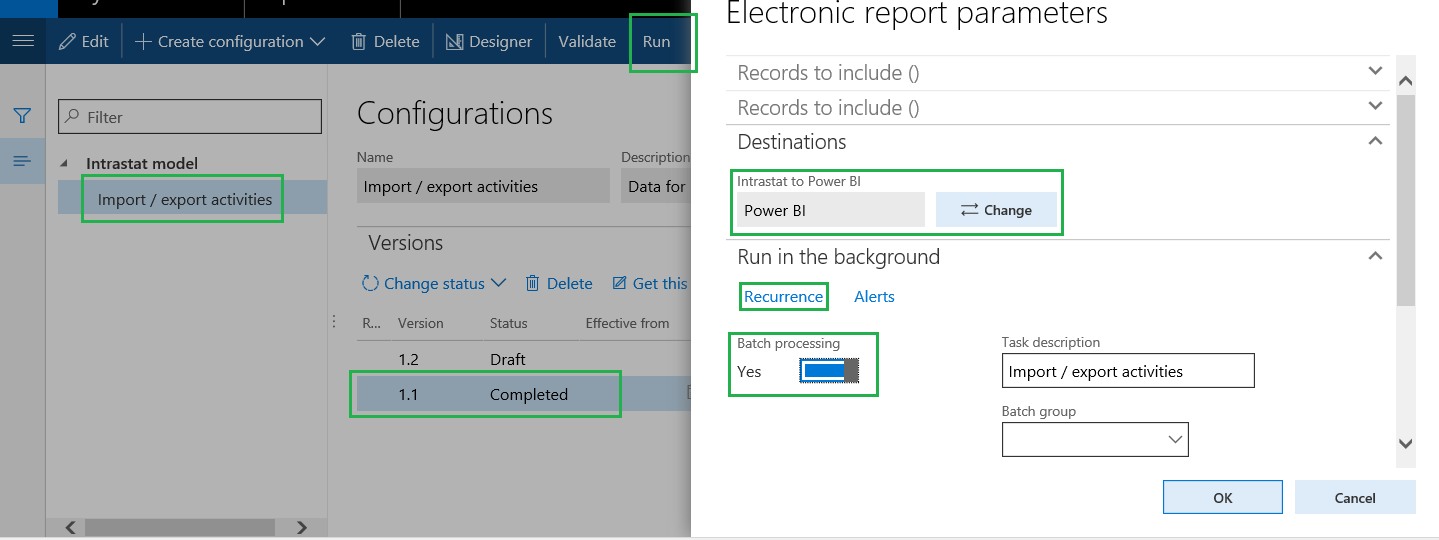 Edit
Create configuration
Delete
Designer
Validate
Run
Filter
Intrastat model
Import / export activities
Configurations
Name
Description
Import / export activities
Data for
Versions
Change status
Delete
Get this
R...
Version
Status
Effective from
1.2
Draft
1.1
Completed
Electronic report parameters
Records to include ()
Records to include ()
Destinations
Intrastat to Power BI
Power BI
Change
Run in the background
Recurrence
Alerts
Batch processing
Yes
Task description
Import / export activities
Batch group
OK
Cancel